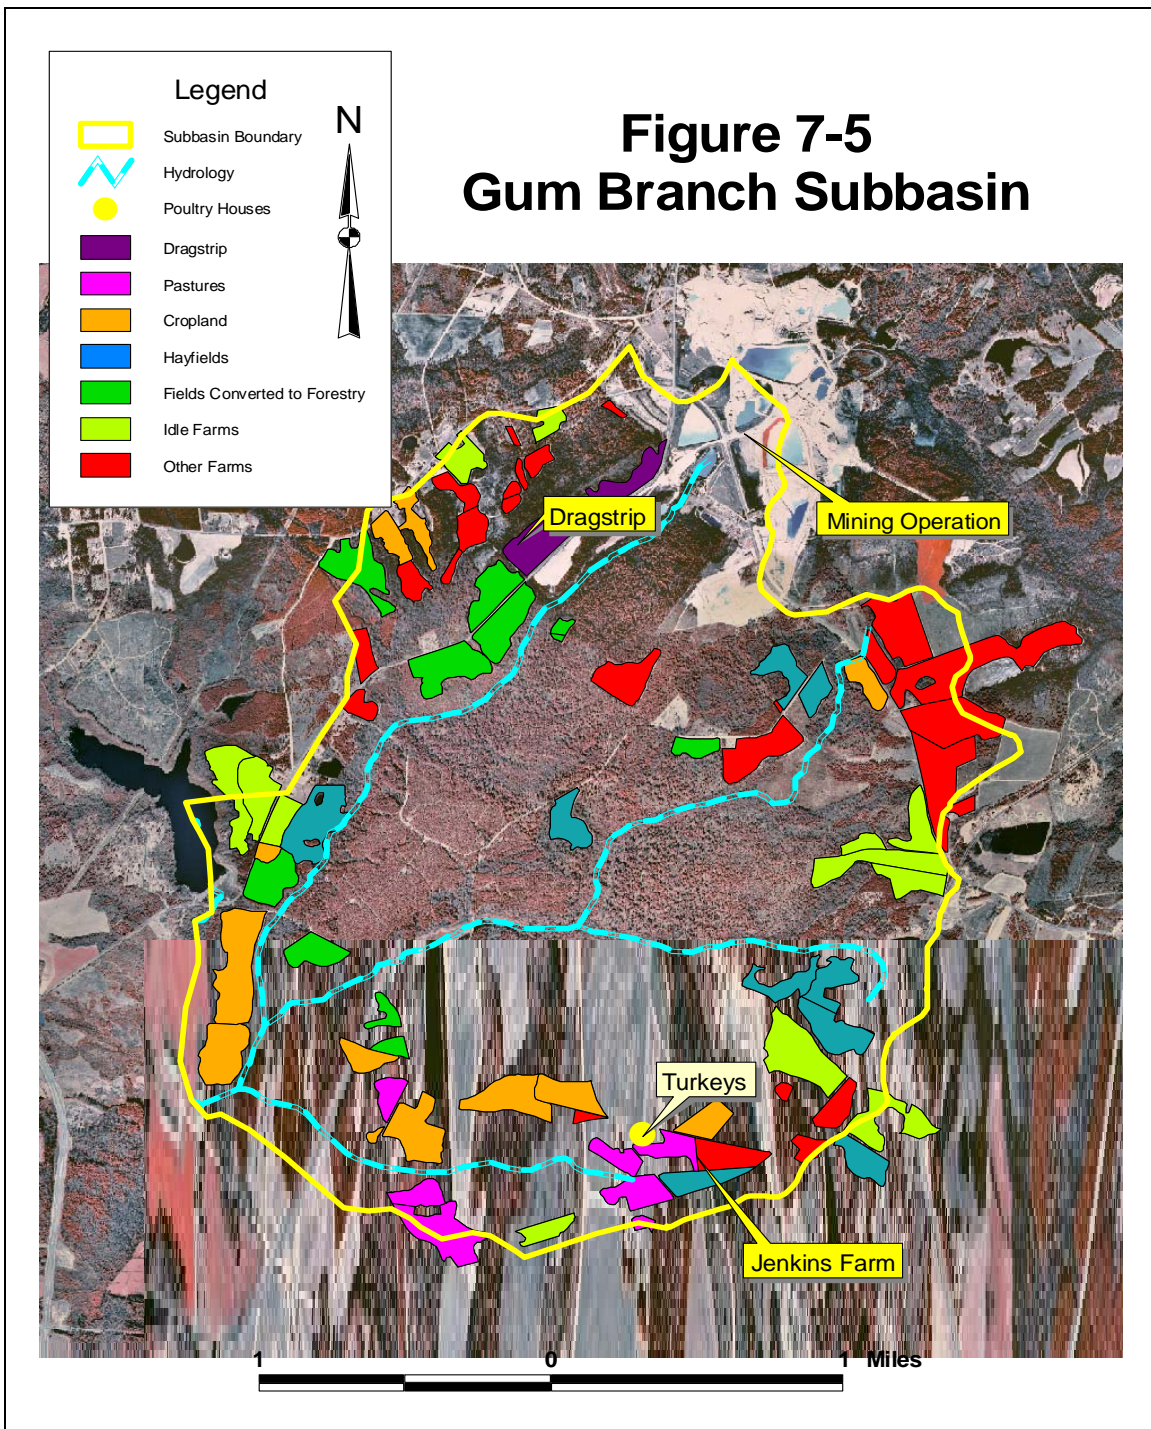 Figure 7-5
Gum Branch Subbasin
Legend
N
Subbasin Boundary
Hydrology
Poultry Houses
Dragstrip
Pastures
Cropland
Hayfields
Fields Converted to Forestry
Idle Farms
Other Farms
Dragstrip
Mining Operation
Turkeys
Jenkins Farm
1 0 1 Miles